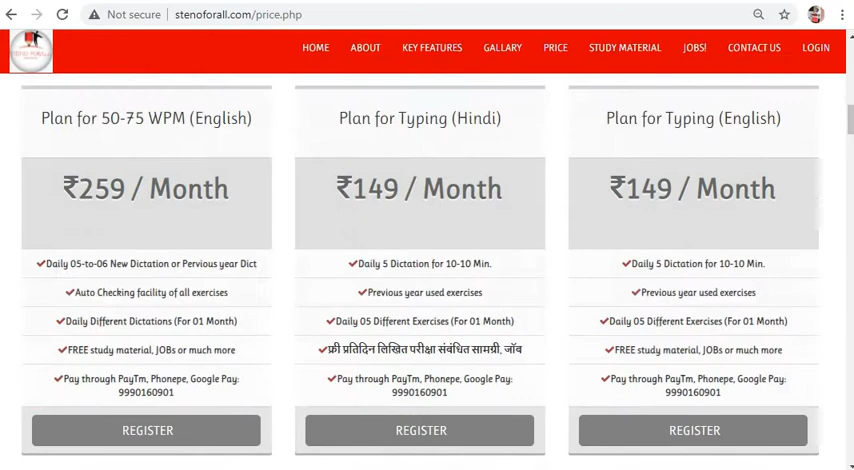 Not secure | stenoforall.com/price.php
HOME ABOUT KEY FEATURES GALLARY PRICE STUDY MATERIAL JOBS! CONTACT US LOGIN
Plan for 50-75 WPM (English)
₹259 / Month
Daily 05-to-06 New Dictation or Pervious year Dict
Auto Checking facility of all exercises
Daily Different Dictations (For 01 Month)
FREE study material, JOBs or much more
Pay through PayTm, Phonepe, Google Pay:
9990160901
REGISTER
Plan for Typing (Hindi)
₹149 / Month
Daily 5 Dictation for 10-10 Min.
Previous year used exercises
Daily 05 Different Exercises (For 01 Month)
फ्री प्रतिदिन लिखित परीक्षा संबंधित सामग्री, जॉब
Pay through PayTm, Phonepe, Google Pay:
9990160901
REGISTER
Plan for Typing (English)
₹149 / Month
Daily 5 Dictation for 10-10 Min.
Previous year used exercises
Daily 05 Different Exercises (For 01 Month)
FREE study material, JOBs or much more
Pay through PayTm, Phonepe, Google Pay:
9990160901
REGISTER